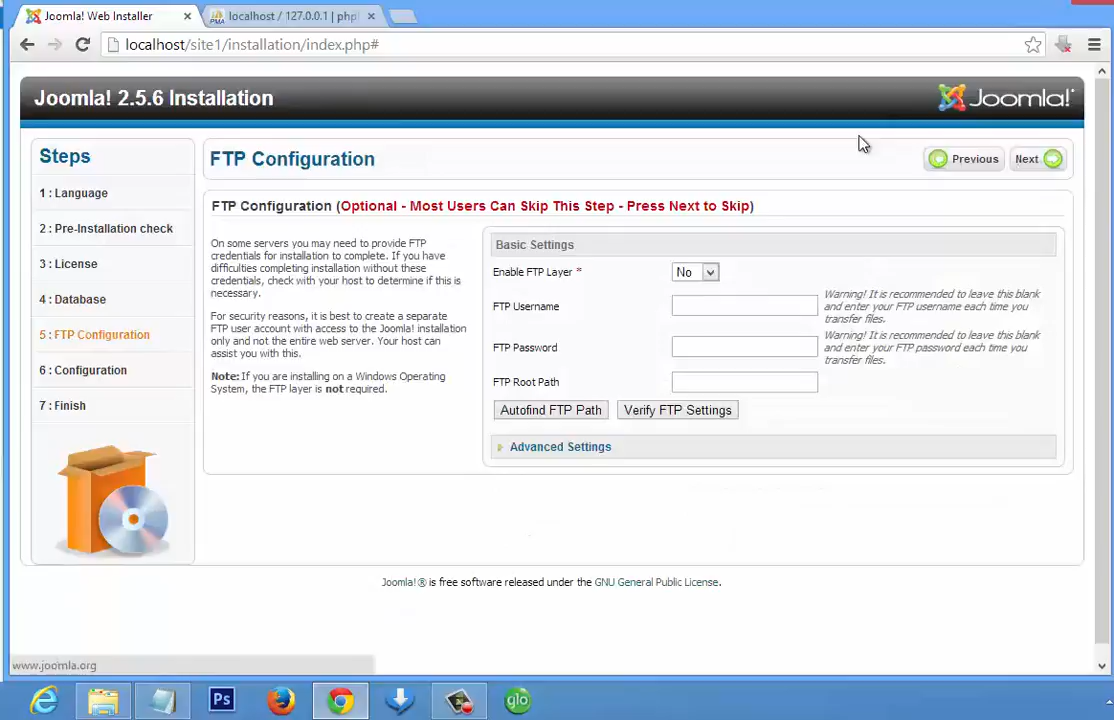 Joomla! Web Installer
localhost / 127.0.0.1 | ph
PMA
localhost/site1/installation/index.php#
Joomla! 2.5.6 Installation
Joomla!®
Steps
1 : Language
2 : Pre-Installation check
3 : License
4 : Database
5 : FTP Configuration
6 : Configuration
7 : Finish
FTP Configuration
Previous
Next
FTP Configuration (Optional - Most Users Can Skip This Step - Press Next to Skip)
On some servers you may need to provide FTP
credentials for installation to complete. If you have
difficulties completing installation without these
credentials, check with your host to determine if this is
necessary.
For security reasons, it is best to create a separate
FTP user account with access to the Joomla! installation
only and not the entire web server. Your host can
assist you with this.
Note: If you are installing on a Windows Operating
System, the FTP layer is not required.
Basic Settings
Enable FTP Layer *
No
FTP Username
Warning! It is recommended to leave this blank
and enter your FTP username each time you
transfer files.
FTP Password
Warning! It is recommended to leave this blank
and enter your FTP password each time you
transfer files.
FTP Root Path
Autofind FTP Path
Verify FTP Settings
Advanced Settings
Joomla!® is free software released under the GNU General Public License.
www.joomla.org
Ps
glo